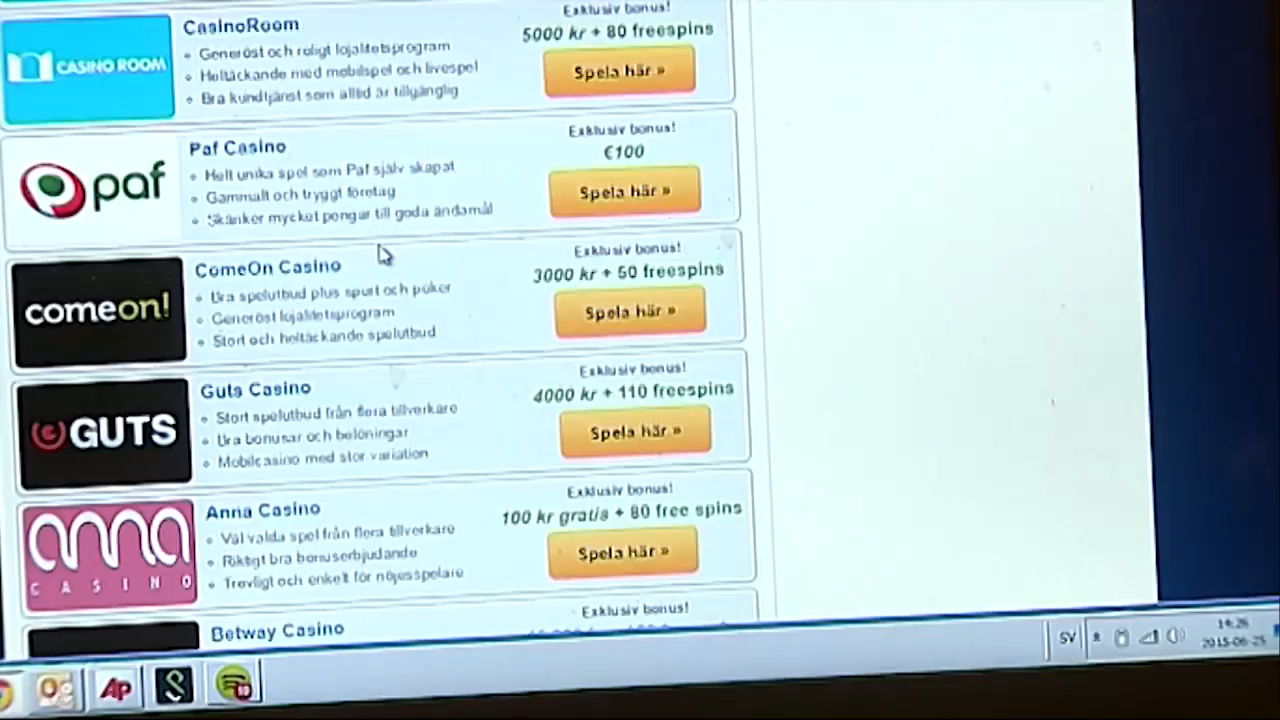 CasinoRoom
Exklusiv bonus!
CASINO ROOM
Generöst och roligt lojalitetsprogram
5000 kr + 80 freespins
Heltäckande med mobilspel och livespel
Spela här »
Bra kundtjänst som alltid är tillgänglig
Paf Casino
Exklusiv bonus!
paf
Helt unika spel som Paf själv skapat
€100
Gammalt och tryggt företag
Spela här »
Skänker mycket pengar till goda ändamål
ComeOn Casino
Exklusiv bonus!
comeon!
Bra spelutbud plus sport och poker
3000 kr + 50 freespins
Generöst lojalitetsprogram
Spela här »
Stort och heltäckande spelutbud
Guts Casino
Exklusiv bonus!
GUTS
Stort spelutbud från flera tillverkare
4000 kr + 110 freespins
Bra bonusar och belöningar
Spela här »
Mobilcasino med stor variation
Anna Casino
Exklusiv bonus!
anna
CASINO
Väl valda spel från flera tillverkare
100 kr gratis + 80 free spins
Riktigt bra bonuserbjudande
Spela här »
Trevligt och enkelt för nöjesspelare
Betway Casino
Exklusiv bonus!
SV
14:26
2015-06-25
Ap